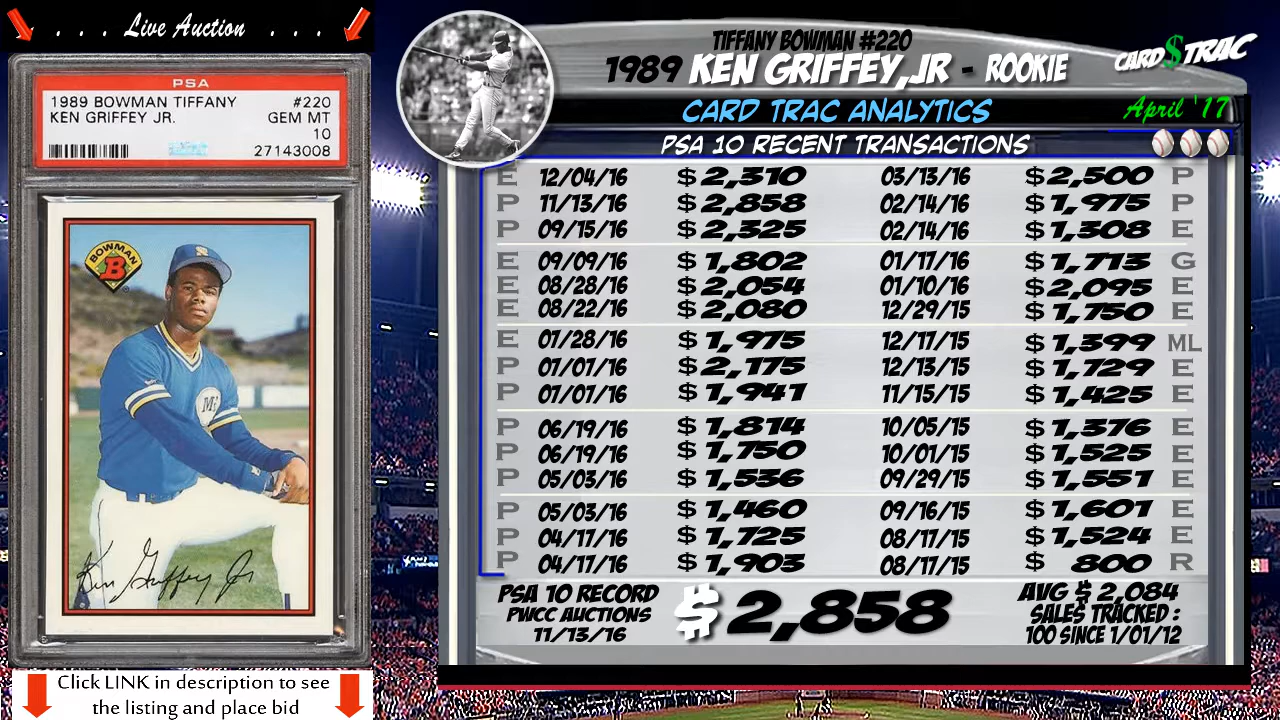 . . . Live Auction . . .
PSA
1989 BOWMAN TIFFANY #220
KEN GRIFFEY JR. GEM MT
10
27143008
BOWMAN
B
M
Ken Griffey Jr
Click LINK in description to see
the listing and place bid
TIFFANY BOWMAN #220
1989 KEN GRIFFEY,JR - ROOKIE
CARD$TRAC
CARD TRAC ANALYTICS
April '17
PSA 10 RECENT TRANSACTIONS
E 12/04/16 $ 2,310 03/13/16 $ 2,500 P
P 11/13/16 $ 2,858 02/14/16 $ 1,975 P
P 09/15/16 $ 2,325 02/14/16 $ 1,308 E
E 09/09/16 $ 1,802 01/17/16 $ 1,713 G
E 08/28/16 $ 2,054 01/10/16 $ 2,095 E
E 08/22/16 $ 2,080 12/29/15 $ 1,750 E
E 07/28/16 $ 1,975 12/17/15 $ 1,399 ML
P 07/07/16 $ 2,175 12/13/15 $ 1,729 E
P 07/07/16 $ 1,941 11/15/15 $ 1,425 E
P 06/19/16 $ 1,814 10/05/15 $ 1,376 E
P 06/19/16 $ 1,750 10/01/15 $ 1,525 E
P 05/03/16 $ 1,536 09/29/15 $ 1,551 E
P 05/03/16 $ 1,460 09/16/15 $ 1,601 E
P 04/17/16 $ 1,725 08/17/15 $ 1,524 E
P 04/17/16 $ 1,903 08/17/15 $ 800 R
PSA 10 RECORD
PWCC AUCTIONS
11/13/16
$ 2,858
AVG $ 2,084
SALES TRACKED :
100 SINCE 1/01/12